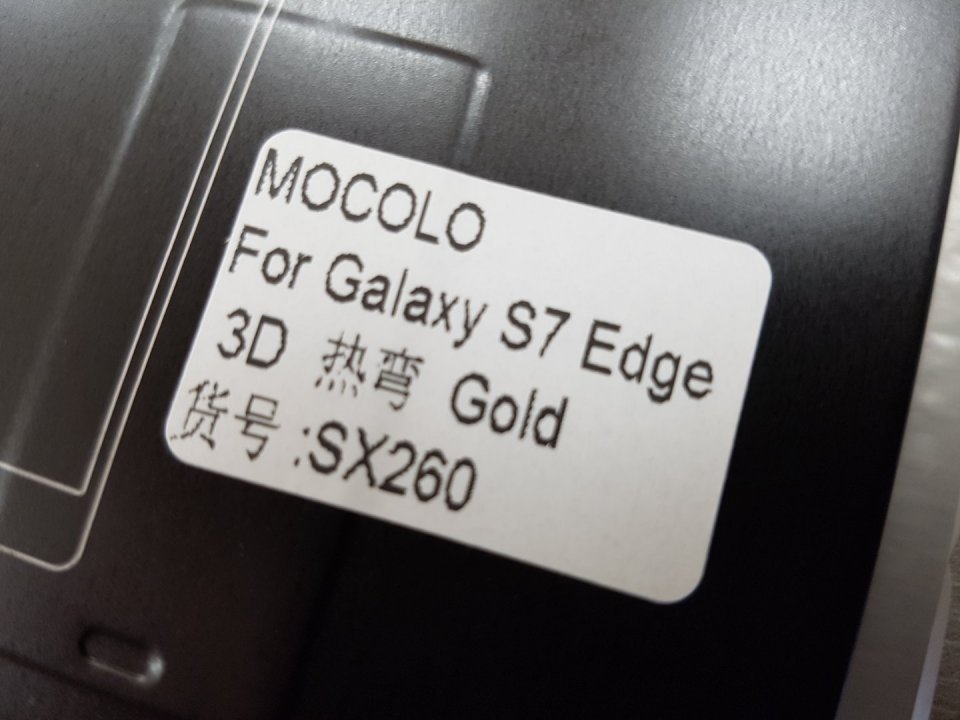 MOCOLO
For Galaxy S7 Edge
3D 热弯 Gold
货号:SX260